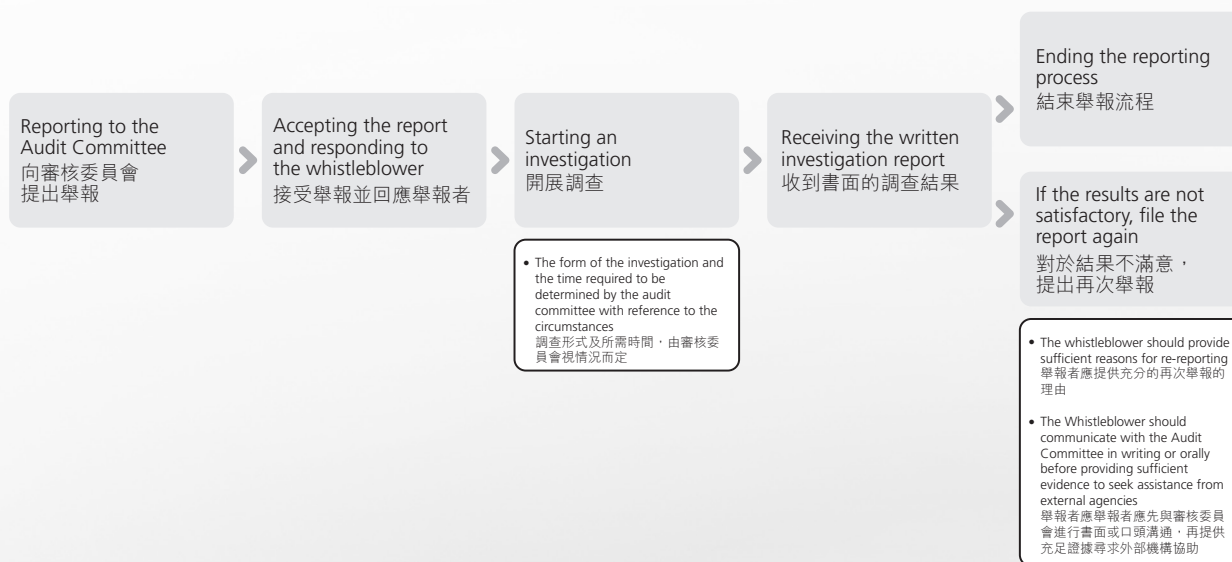 Reporting to the
Audit Committee
向審核委員會
提出舉報
Accepting the report
and responding to
the whistleblower
接受舉報並回應舉報者
Starting an
investigation
開展調查
• The form of the investigation and
the time required to be
determined by the audit
committee with reference to the
circumstances
調查形式及所需時間，由審核委
員會視情況而定
Receiving the written
investigation report
收到書面的調查結果
Ending the reporting
process
結束舉報流程
If the results are not
satisfactory, file the
report again
對於結果不滿意，
提出再次舉報
• The whistleblower should provide
sufficient reasons for re-reporting
舉報者應提供充分的再次舉報的
理由
• The Whistleblower should
communicate with the Audit
Committee in writing or orally
before providing sufficient
evidence to seek assistance from
external agencies
舉報者應舉報者應先與審核委員
會進行書面或口頭溝通，再提供
充足證據尋求外部機構協助